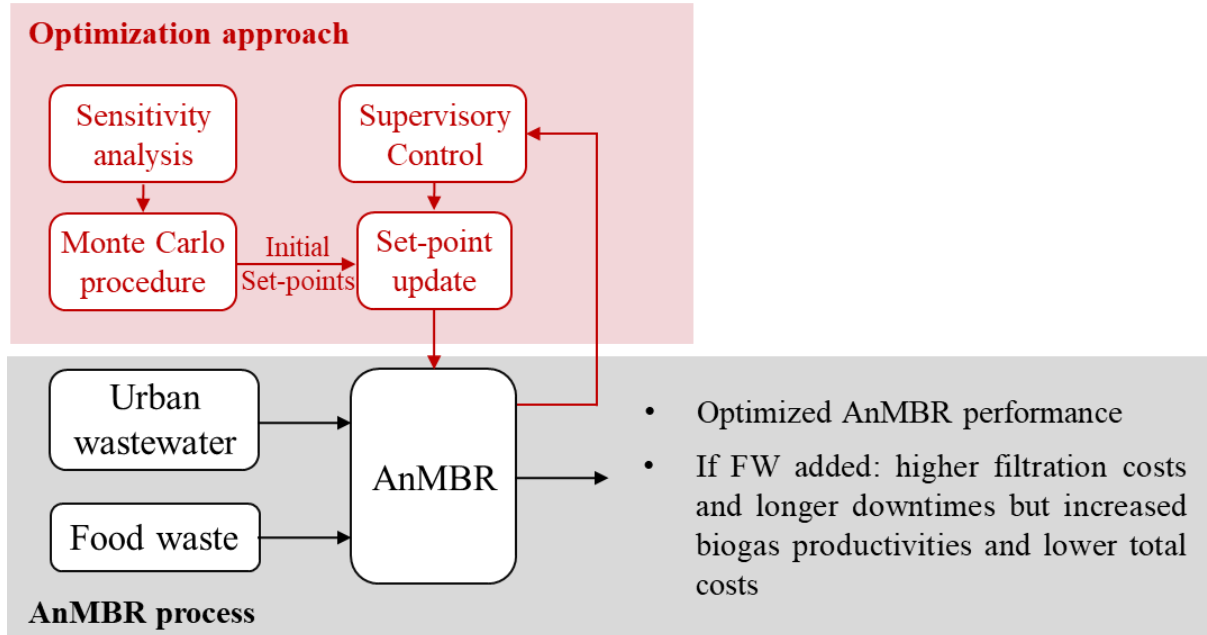 Optimization approach
Sensitivity
analysis
Supervisory
Control
Monte Carlo
procedure
Initial
Set-points
Set-point
update
Urban
wastewater
Food waste
AnMBR
• Optimized AnMBR performance
• If FW added: higher filtration costs
and longer downtimes but increased
biogas productivities and lower total
costs
AnMBR process